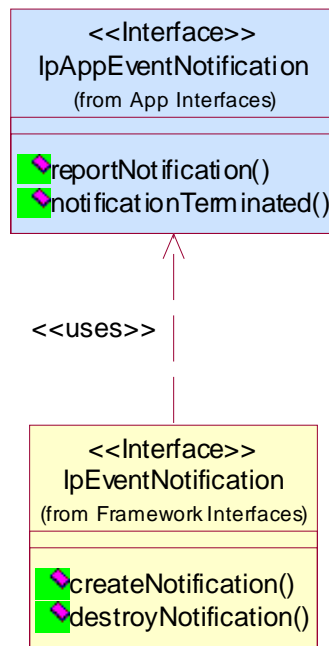 <<Interface>>
IpAppEventNotification
(from App Interfaces)
reportNotification()
notificationTerminated()
<<uses>>
<<Interface>>
IpEventNotification
(from Framework Interfaces)
createNotification()
destroyNotification()